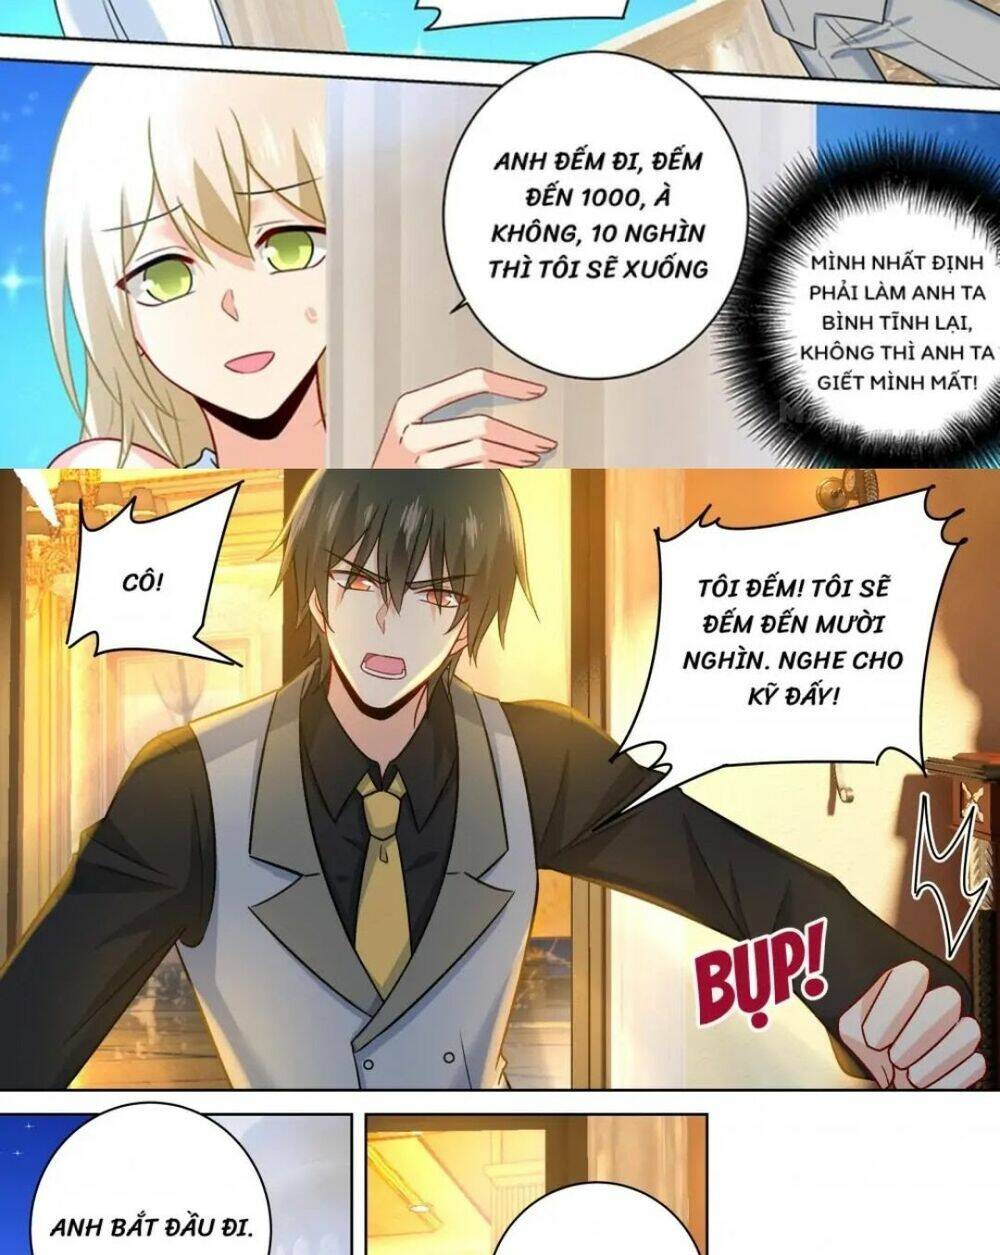 ANH ĐẾM ĐI, ĐẾM
ĐẾN 1000, À
KHÔNG, 10 NGHÌN
THÌ TÔI SẼ XUỐNG
MÌNH NHẤT ĐỊNH
PHẢI LÀM ANH TA
BÌNH TĨNH LẠI,
KHÔNG THÌ ANH TA
GIẾT MÌNH MẤT!
CÔ!
TÔI ĐẾM! TÔI SẼ
ĐẾM ĐẾN MƯỜI
NGHÌN. NGHE CHO
KỸ ĐẤY!
BỤP!
ANH BẮT ĐẦU ĐI.